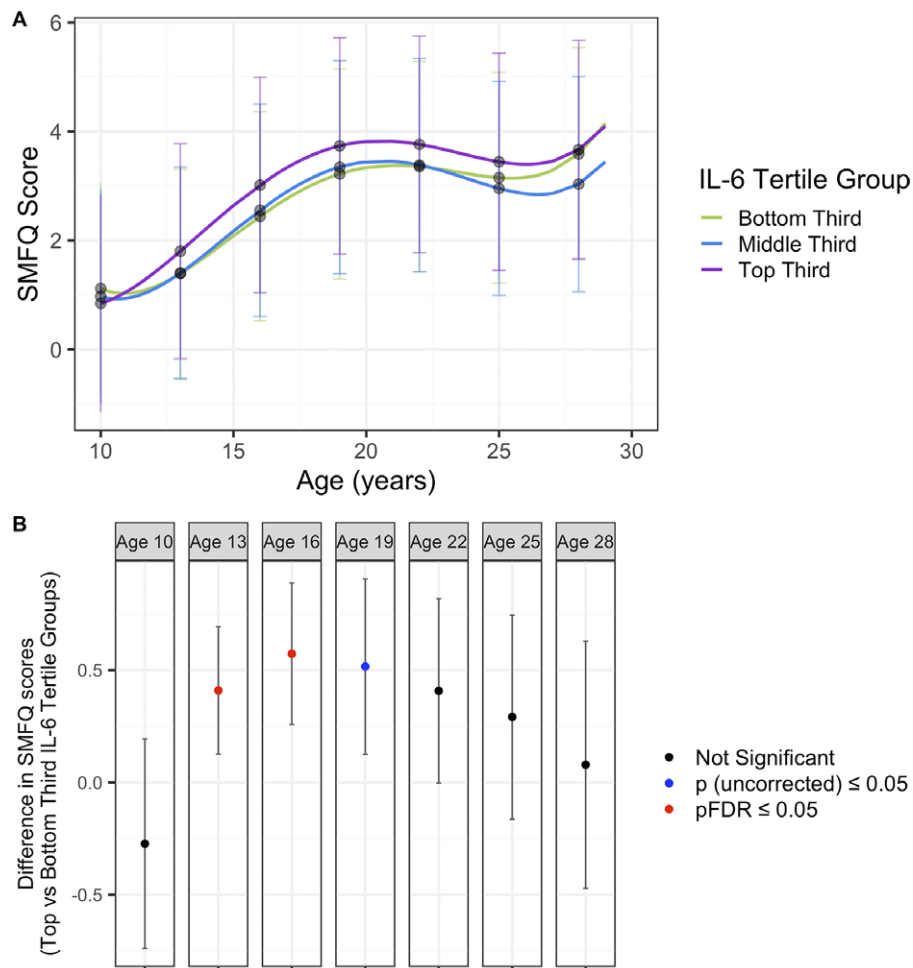 A
SMFQ Score
6
4
2
0
10
15
20
25
30
Age (years)
IL-6 Tertile Group
Bottom Third
Middle Third
Top Third
B
Difference in SMFQ scores
(Top vs Bottom Third IL-6 Tertile Groups)
Age 10
Age 13
Age 16
Age 19
Age 22
Age 25
Age 28
0.5
0.0
-0.5
Not Significant
p (uncorrected) ≤ 0.05
pFDR ≤ 0.05